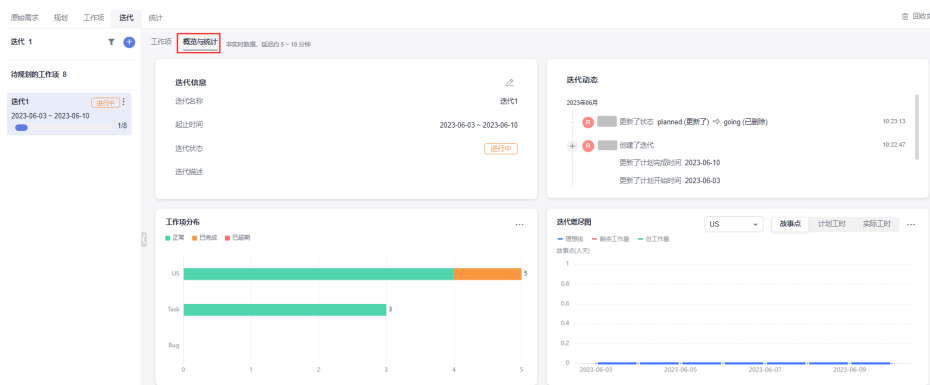 原始需求 规划 工作项 迭代 统计
迭代 1
工作项 概览与统计 非实时数据，延迟约 5 ~ 10 分钟
待规划的工作项 8
迭代1 进行中
2023-06-03 ~ 2023-06-10
1/8
迭代信息
迭代名称 迭代1
起止时间 2023-06-03 ~ 2023-06-10
迭代状态 进行中
迭代描述
迭代动态
2023年06月
R 更新了状态 planned (更新了) going (已删除) 10:23:13
R 创建了迭代 10:22:47
更新了计划完成时间 2023-06-10
更新了计划开始时间 2023-06-03
工作项分布
正常 已完成 已逾期
US 5
Task 3
Bug
0 1 2 3 4 5
迭代燃尽图 US 故事点 计划工时 实际工时
理想线 剩余工作量 总工作量
故事点(人天)
1
0.8
0.6
0.4
0.2
0
2023-06-03 2023-06-05 2023-06-07 2023-06-09